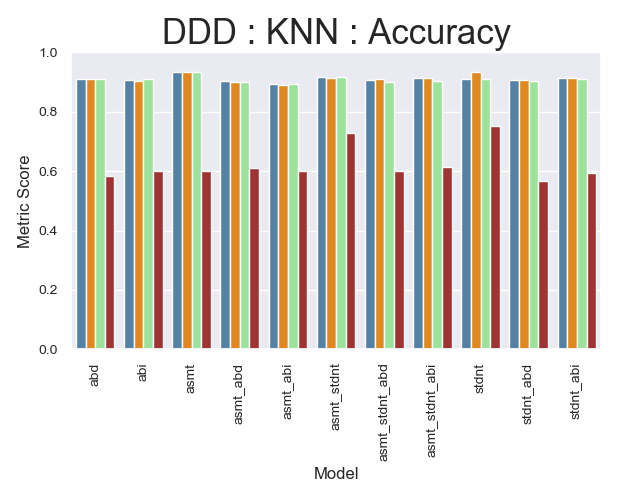 DDD : KNN : Accuracy
1.0
0.8
0.6
0.4
0.2
0.0
Metric Score
abd
abi
asmt
asmt_abd
asmt_abi
asmt_stdnt
asmt_stdnt_abd
asmt_stdnt_abi
stdnt
stdnt_abd
stdnt_abi
Model